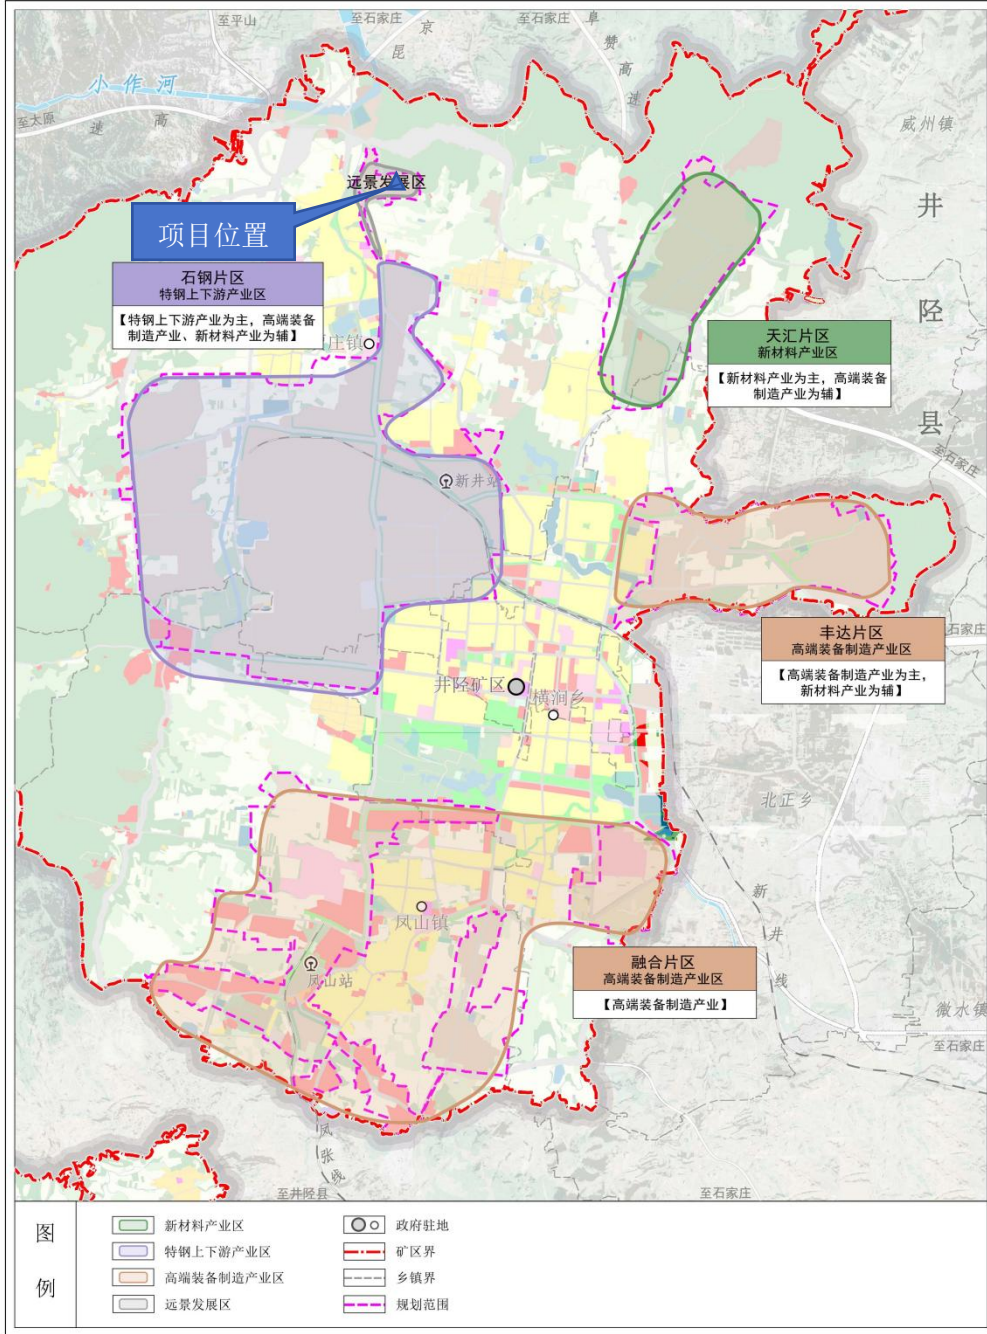 至平山
至石家庄
京
昆
阜
赞
高
速
小作河
至太原
速
高
威州镇
远景发展区
项目位置
井
陉
县
石钢片区
特钢上下游产业区
【特钢上下游产业为主，高端装备
制造产业、新材料产业为辅】
庄镇
天汇片区
新材料产业区
【新材料产业为主，高端装备
制造产业为辅】
至石家庄
新井站
丰达片区
高端装备制造产业区
【高端装备制造产业为主，
新材料产业为辅】
石家庄
井陉矿区
横涧乡
北正乡
凤山镇
新
井
线
凤山站
融合片区
高端装备制造产业区
【高端装备制造产业】
微水镇
至石家庄
凤
张
线
至井陉县
至石家庄
图
例
新材料产业区
特钢上下游产业区
高端装备制造产业区
远景发展区
政府驻地
矿区界
乡镇界
规划范围